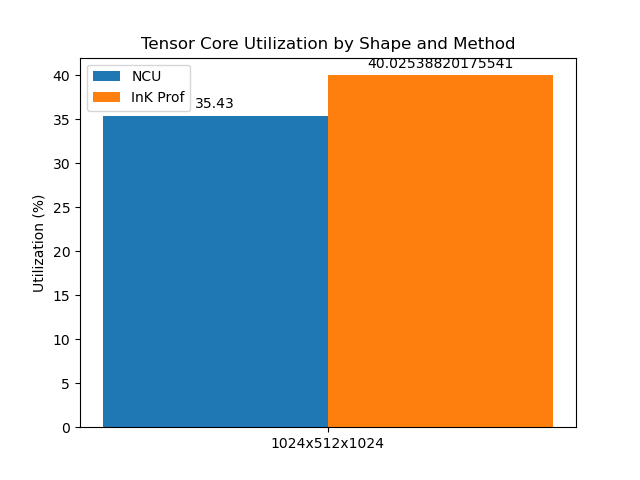 Tensor Core Utilization by Shape and Method
40.02538820175541
NCU
InK Prof
35.43
40
35
30
25
20
15
10
5
0
Utilization (%)
1024x512x1024